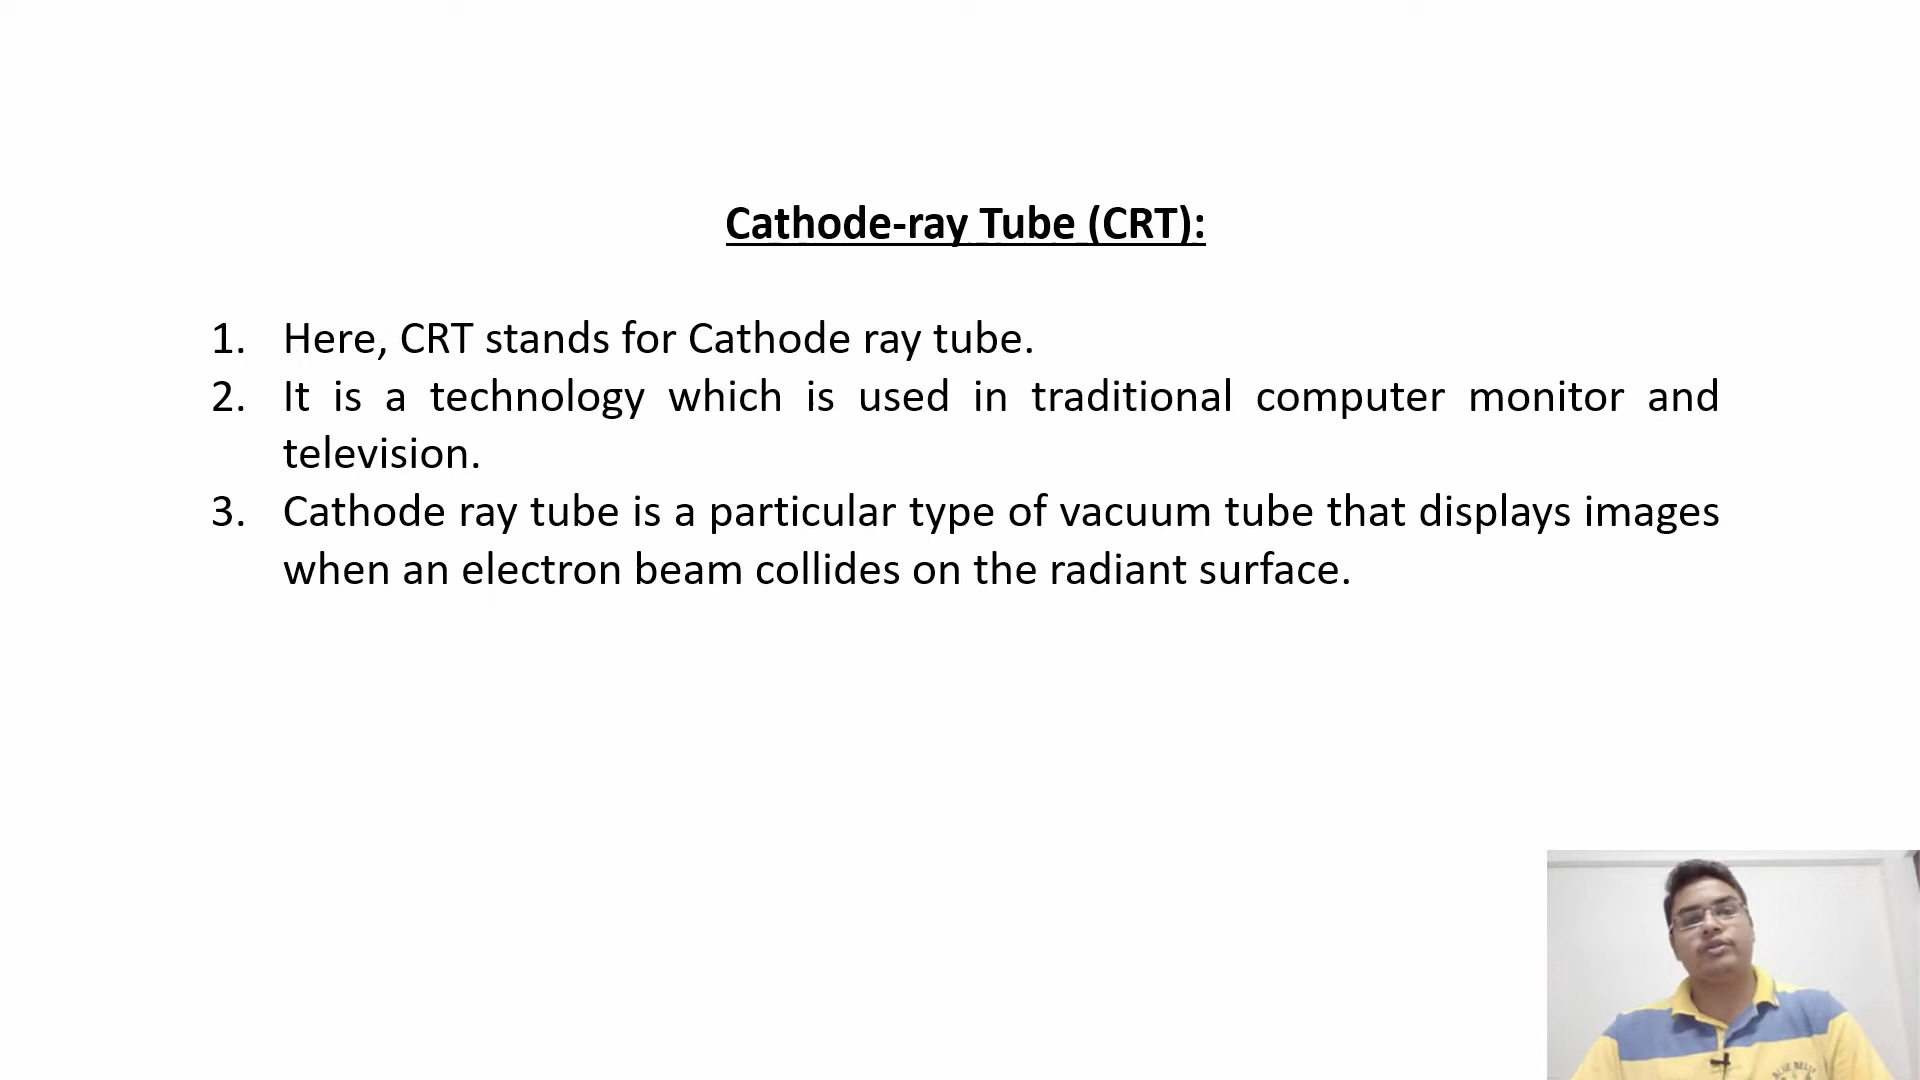 Cathode-ray Tube (CRT):
1. Here, CRT stands for Cathode ray tube.
2. It is a technology which is used in traditional computer monitor and
television.
3. Cathode ray tube is a particular type of vacuum tube that displays images
when an electron beam collides on the radiant surface.
BLUE BELL